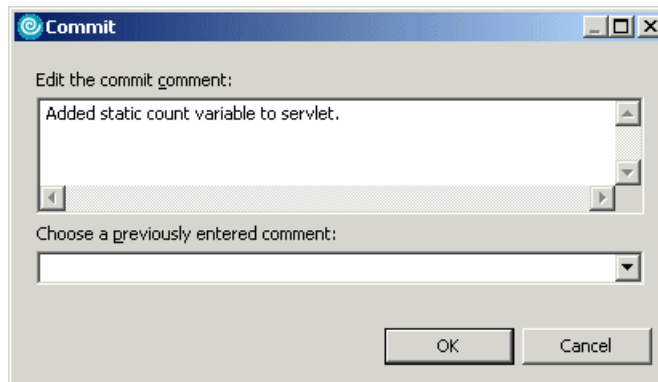 Commit
Edit the commit comment:
Added static count variable to servlet.
Choose a previously entered comment:
OK Cancel